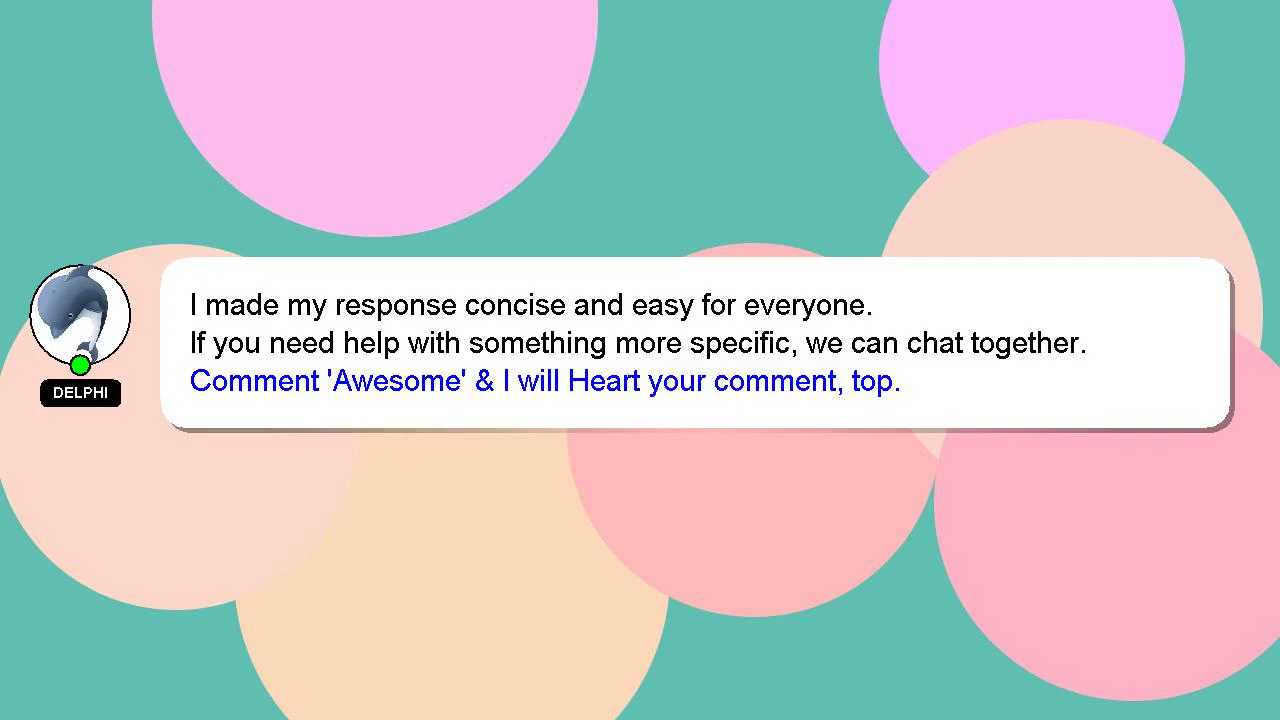 I made my response concise and easy for everyone.
If you need help with something more specific, we can chat together.
Comment 'Awesome' & I will Heart your comment, top.
DELPHI